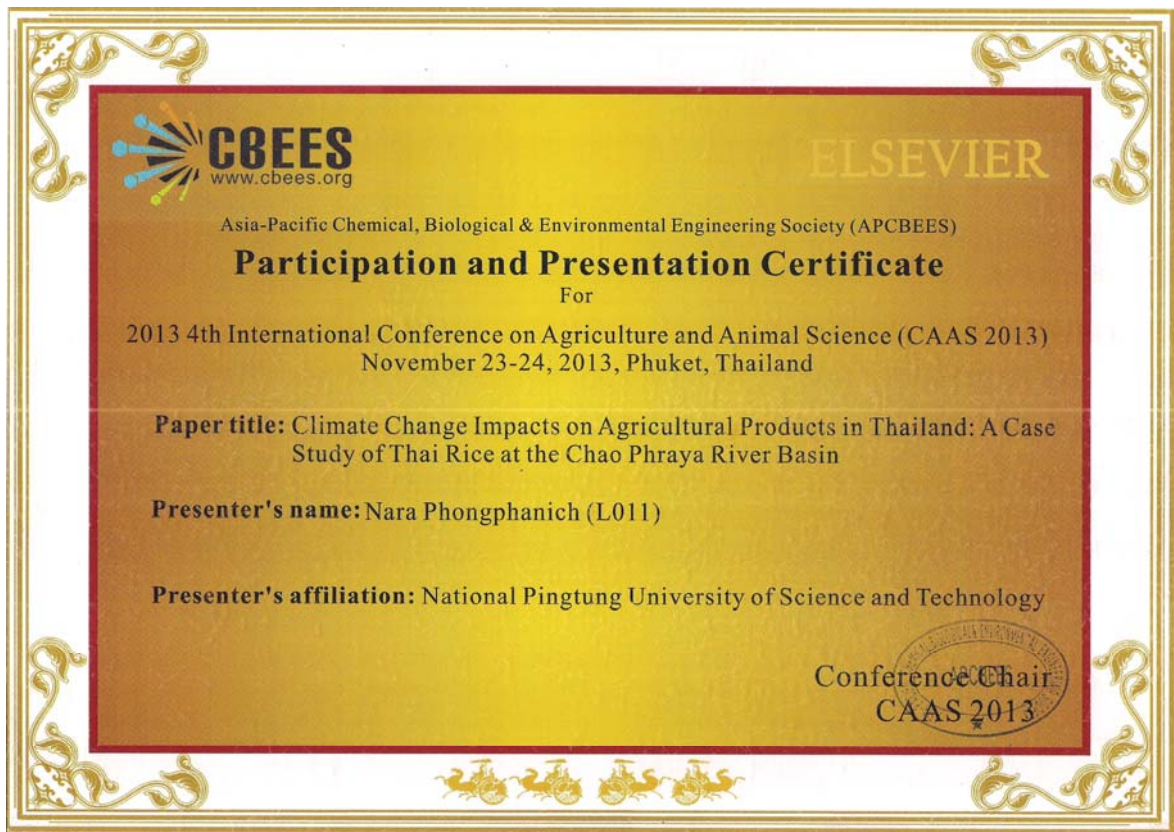 CBEES
www.cbees.org
ELSEVIER
Asia-Pacific Chemical, Biological & Environmental Engineering Society (APCBEES)
Participation and Presentation Certificate
For
2013 4th International Conference on Agriculture and Animal Science (CAAS 2013)
November 23-24, 2013, Phuket, Thailand
Paper title: Climate Change Impacts on Agricultural Products in Thailand: A Case
Study of Thai Rice at the Chao Phraya River Basin
Presenter's name: Nara Phongphanich (L011)
Presenter's affiliation: National Pingtung University of Science and Technology
Conference Chair
CAAS 2013
APCBEES